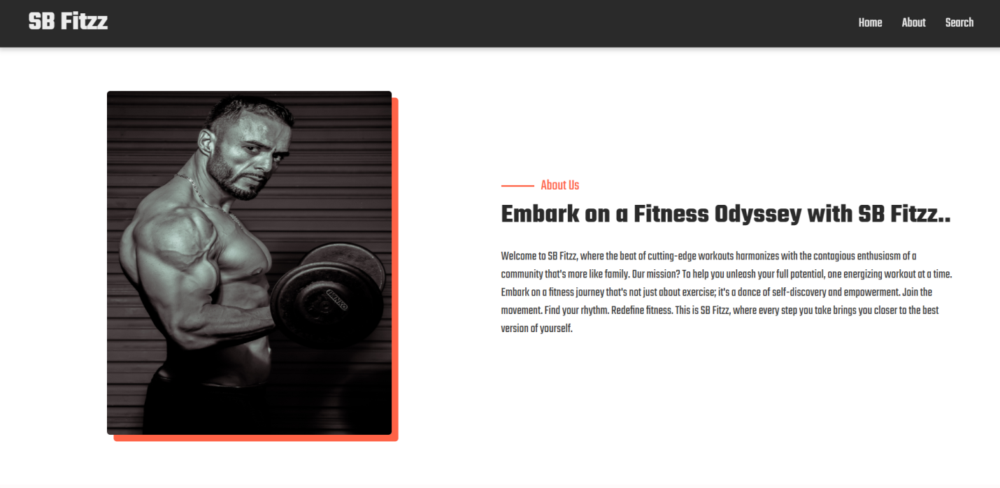 SB Fitzz
Home About Search
About Us
Embark on a Fitness Odyssey with SB Fitzz..
Welcome to SB Fitzz, where the beat of cutting-edge workouts harmonizes with the contagious enthusiasm of a
community that's more like family. Our mission? To help you unleash your full potential, one energizing workout at a time.
Embark on a fitness journey that's not just about exercise; it's a dance of self-discovery and empowerment. Join the
movement. Find your rhythm. Redefine fitness. This is SB Fitzz, where every step you take brings you closer to the best
version of yourself.